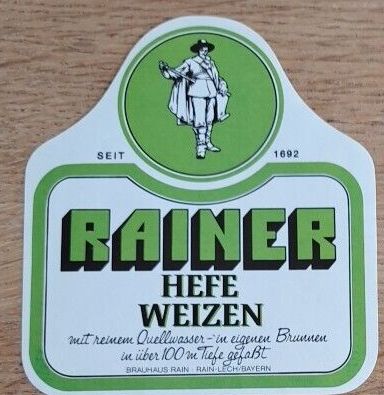 SEIT 1692
RAINER
HEFE
WEIZEN
mit reinem Quellwasser - in eigenen Brunnen
in über 100 m Tiefe gefaßt
BRAUHAUS RAIN · RAIN-LECH/BAYERN